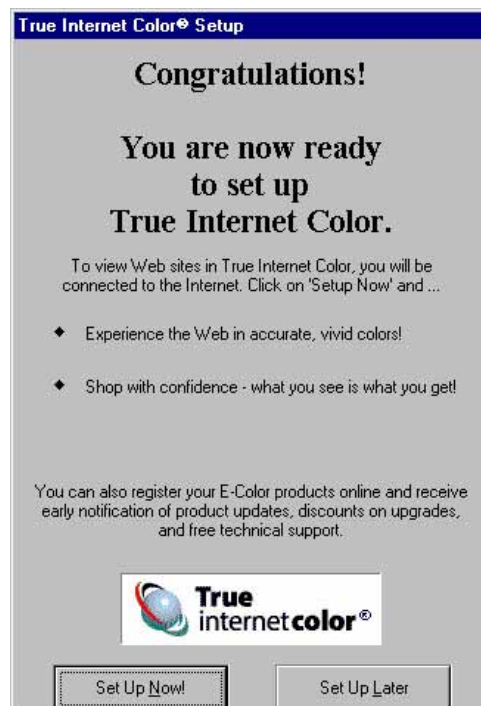 True Internet Color® Setup
Congratulations!
You are now ready
to set up
True Internet Color.
To view Web sites in True Internet Color, you will be
connected to the Internet. Click on 'Setup Now' and ...
◆ Experience the Web in accurate, vivid colors!
◆ Shop with confidence - what you see is what you get!
You can also register your E-Color products online and receive
early notification of product updates, discounts on upgrades,
and free technical support.
True
internetcolor®
Set Up Now!
Set Up Later